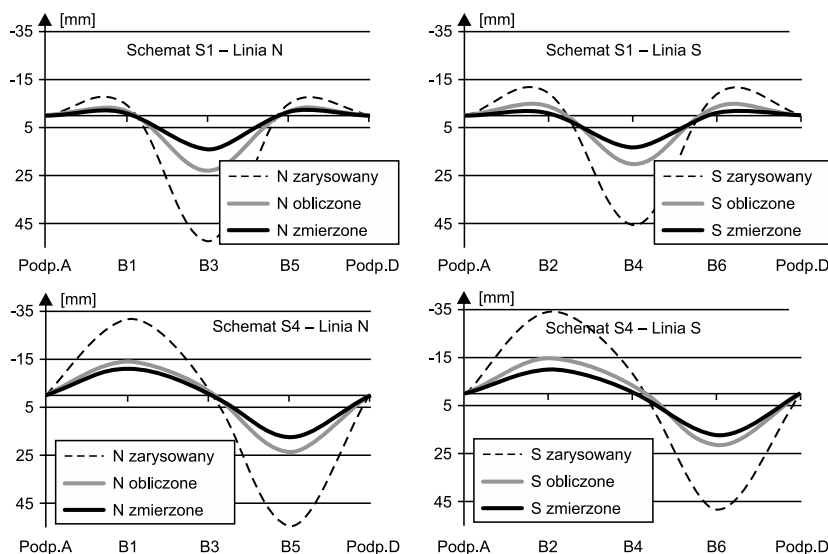 [mm]
-35
Schemat S1 – Linia N
-15
5
25
45
N zarysowany
N obliczone
N zmierzone
Podp.A B1 B3 B5 Podp.D
[mm]
-35
Schemat S1 – Linia S
-15
5
25
45
S zarysowany
S obliczone
S zmierzone
Podp.A B2 B4 B6 Podp.D
[mm]
-35
Schemat S4 – Linia N
-15
5
25
45
N zarysowany
N obliczone
N zmierzone
Podp.A B1 B3 B5 Podp.D
[mm]
-35
Schemat S4 – Linia S
-15
5
25
45
S zarysowany
S obliczone
S zmierzone
Podp.A B2 B4 B6 Podp.D